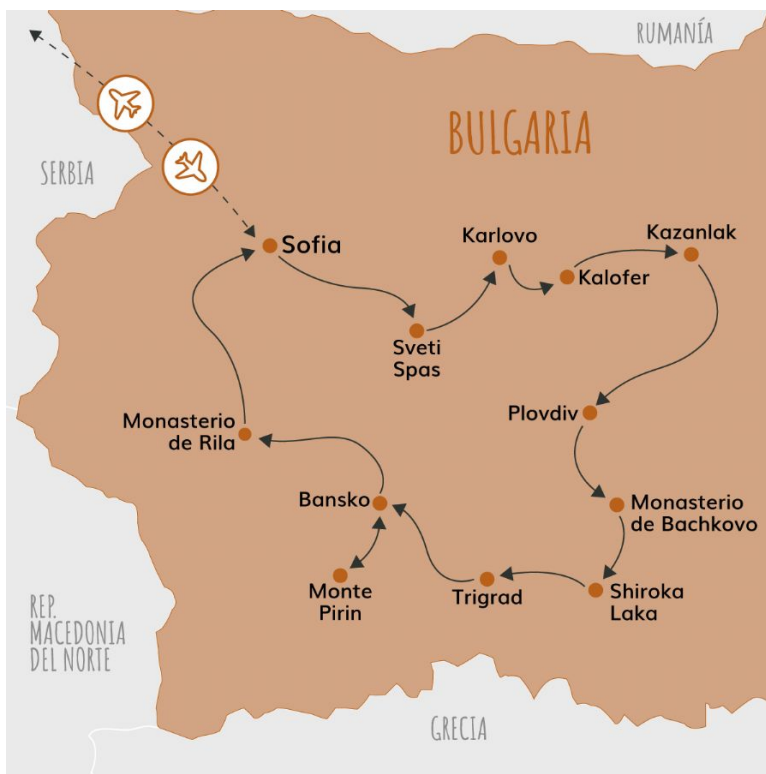 RUMANÍA
BULGARIA
SERBIA
Sofia
Karlovo
Kazanlak
Kalofer
Sveti
Spas
Plovdiv
Monasterio
de Rila
Bansko
Monasterio
de Bachkovo
Monte
Pirin
Trigrad
Shiroka
Laka
REP.
MACEDONIA
DEL NORTE
GRECIA